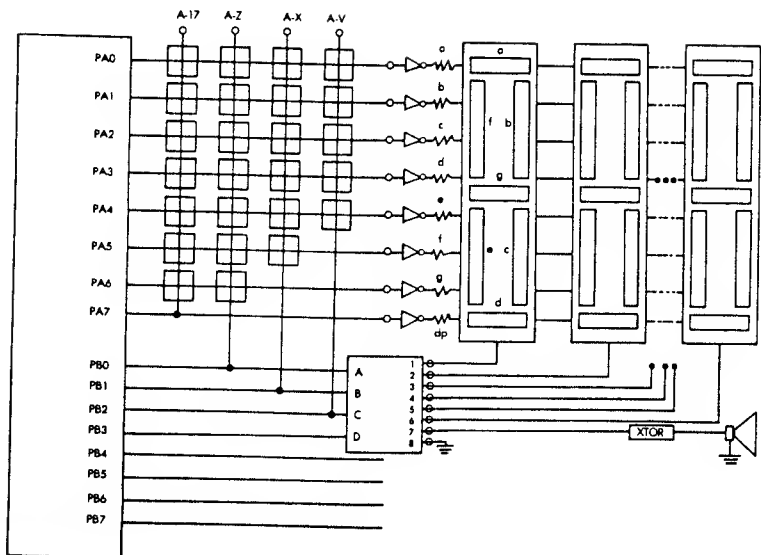 A-17 A-Z A-X A-V
PA0
PA1
PA2
PA3
PA4
PA5
PA6
PA7
PB0
PB1
PB2
PB3
PB4
PB5
PB6
PB7
a
b
c
d
e
f
g
dp
a
f b
g
e c
d
A
B
C
D
1
2
3
4
5
6
7
8
XTOR